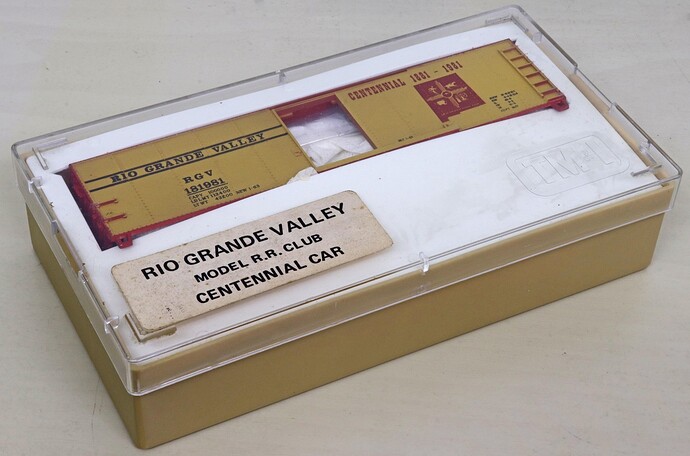 RIO GRANDE VALLEY
RGV
181981
CENTENNIAL 1881 - 1981
RIO GRANDE VALLEY
MODEL R.R. CLUB
CENTENNIAL CAR